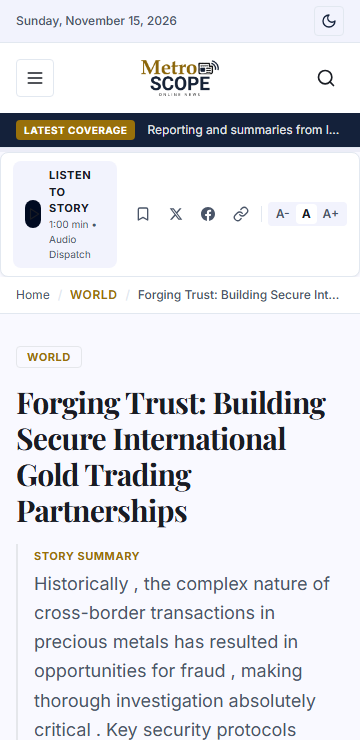 Sunday, November 15, 2026
Metro
SCOPE
ONLINE NEWS
LATEST COVERAGE Reporting and summaries from l...
LISTEN
TO
STORY
1:00 min •
Audio
Dispatch
A- A A+
Home / WORLD / Forging Trust: Building Secure Int...
WORLD
Forging Trust: Building
Secure International
Gold Trading
Partnerships
STORY SUMMARY
Historically , the complex nature of
cross-border transactions in
precious metals has resulted in
opportunities for fraud , making
thorough investigation absolutely
critical . Key security protocols